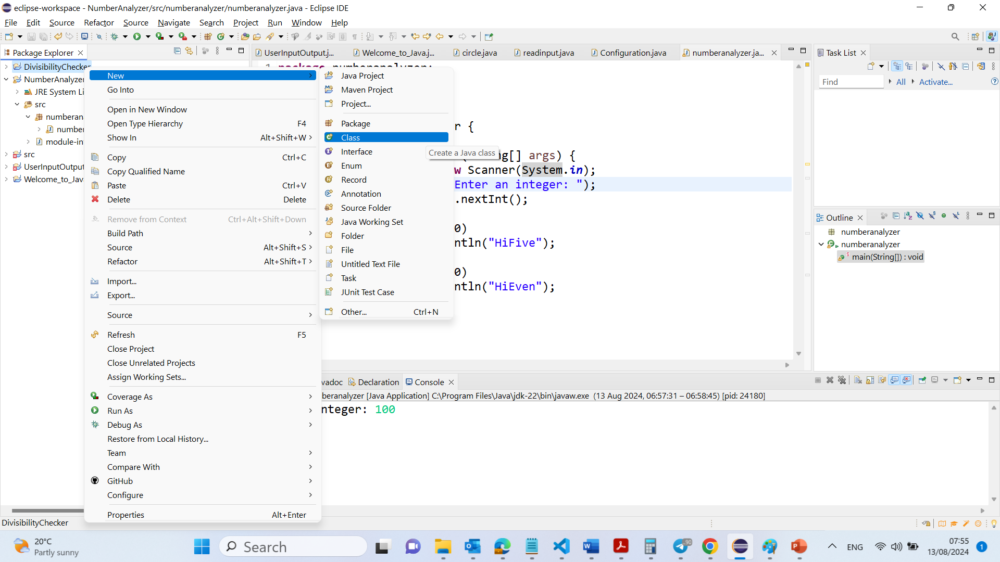 eclipse-workspace - NumberAnalyzer/src/numberanalyzer/numberanalyzer.java - Eclipse IDE
File Edit Source Refactor Source Navigate Search Project Run Window Help
Package Explorer
DivisibilityChecker
NumberAnalyzer
JRE System Li
src
numberan
number
module-in
src
UserInputOutput
Welcome_to_Jav
New
Go Into
Open in New Window
Open Type Hierarchy F4
Show In Alt+Shift+W
Copy Ctrl+C
Copy Qualified Name
Paste Ctrl+V
Delete Delete
Remove from Context Ctrl+Alt+Shift+Down
Build Path
Source Alt+Shift+S
Refactor Alt+Shift+T
Import...
Export...
Source
Refresh F5
Close Project
Close Unrelated Projects
Assign Working Sets...
Coverage As
Run As
Debug As
Restore from Local History...
Team
Compare With
GitHub
Configure
Properties Alt+Enter
Java Project
Maven Project
Project...
Package
Class
Interface
Enum
Record
Annotation
Source Folder
Java Working Set
Folder
File
Untitled Text File
Task
JUnit Test Case
Other... Ctrl+N
Create a Java class
UserInputOutput.j... Welcome_to_Java.j... circle.java readinput.java Configuration.java numberanalyzer.ja...
1 package numberanalyzer;
r {
ng[] args) {
w Scanner(System.in);
Enter an integer: ");
.nextInt();
0)
ntln("HiFive");
0)
ntln("HiEven");
Task List
Find All Activate...
Outline
numberanalyzer
numberanalyzer
S main(String[]) : void
vadoc Declaration Console
beranalyzer [Java Application] C:\Program Files\Java\jdk-22\bin\javaw.exe (13 Aug 2024, 06:57:31 – 06:58:45) [pid: 24180]
nteger: 100
DivisibilityChecker
20°C
Partly sunny
Search
90
ENG
07:55
13/08/2024
1